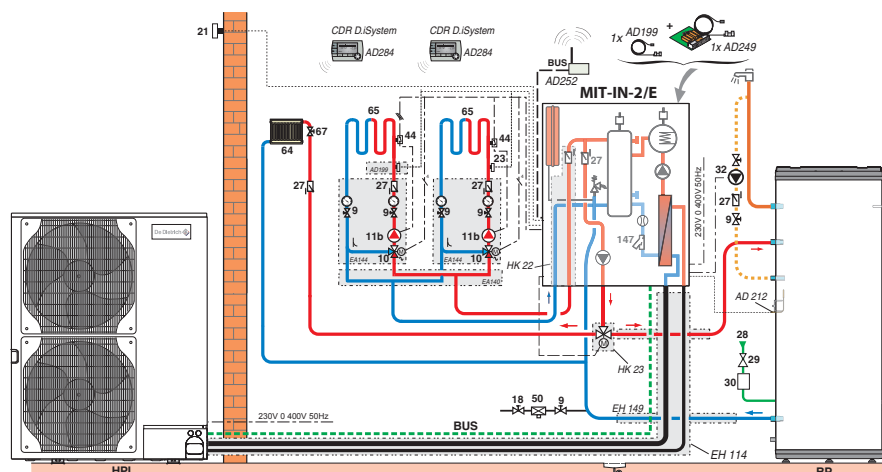 CDR D.iSystem
AD284
CDR D.iSystem
AD284
1x AD199
+
1x AD249
BUS
AD252
MIT-IN-2/E
21
65
65
67
64
44
44
23
AD199
27
27
27
27
27
32
9
9
9
9
9
11b
11b
10
10
M
M
EA144
EA144
EA140
HK 22
147
230V 0 400V 50Hz
De Dietrich
AD 212
28
29
30
M
HK 23
18
50
9
EH 149
230V 0 400V 50Hz
BUS
EH 114
HPI
BP